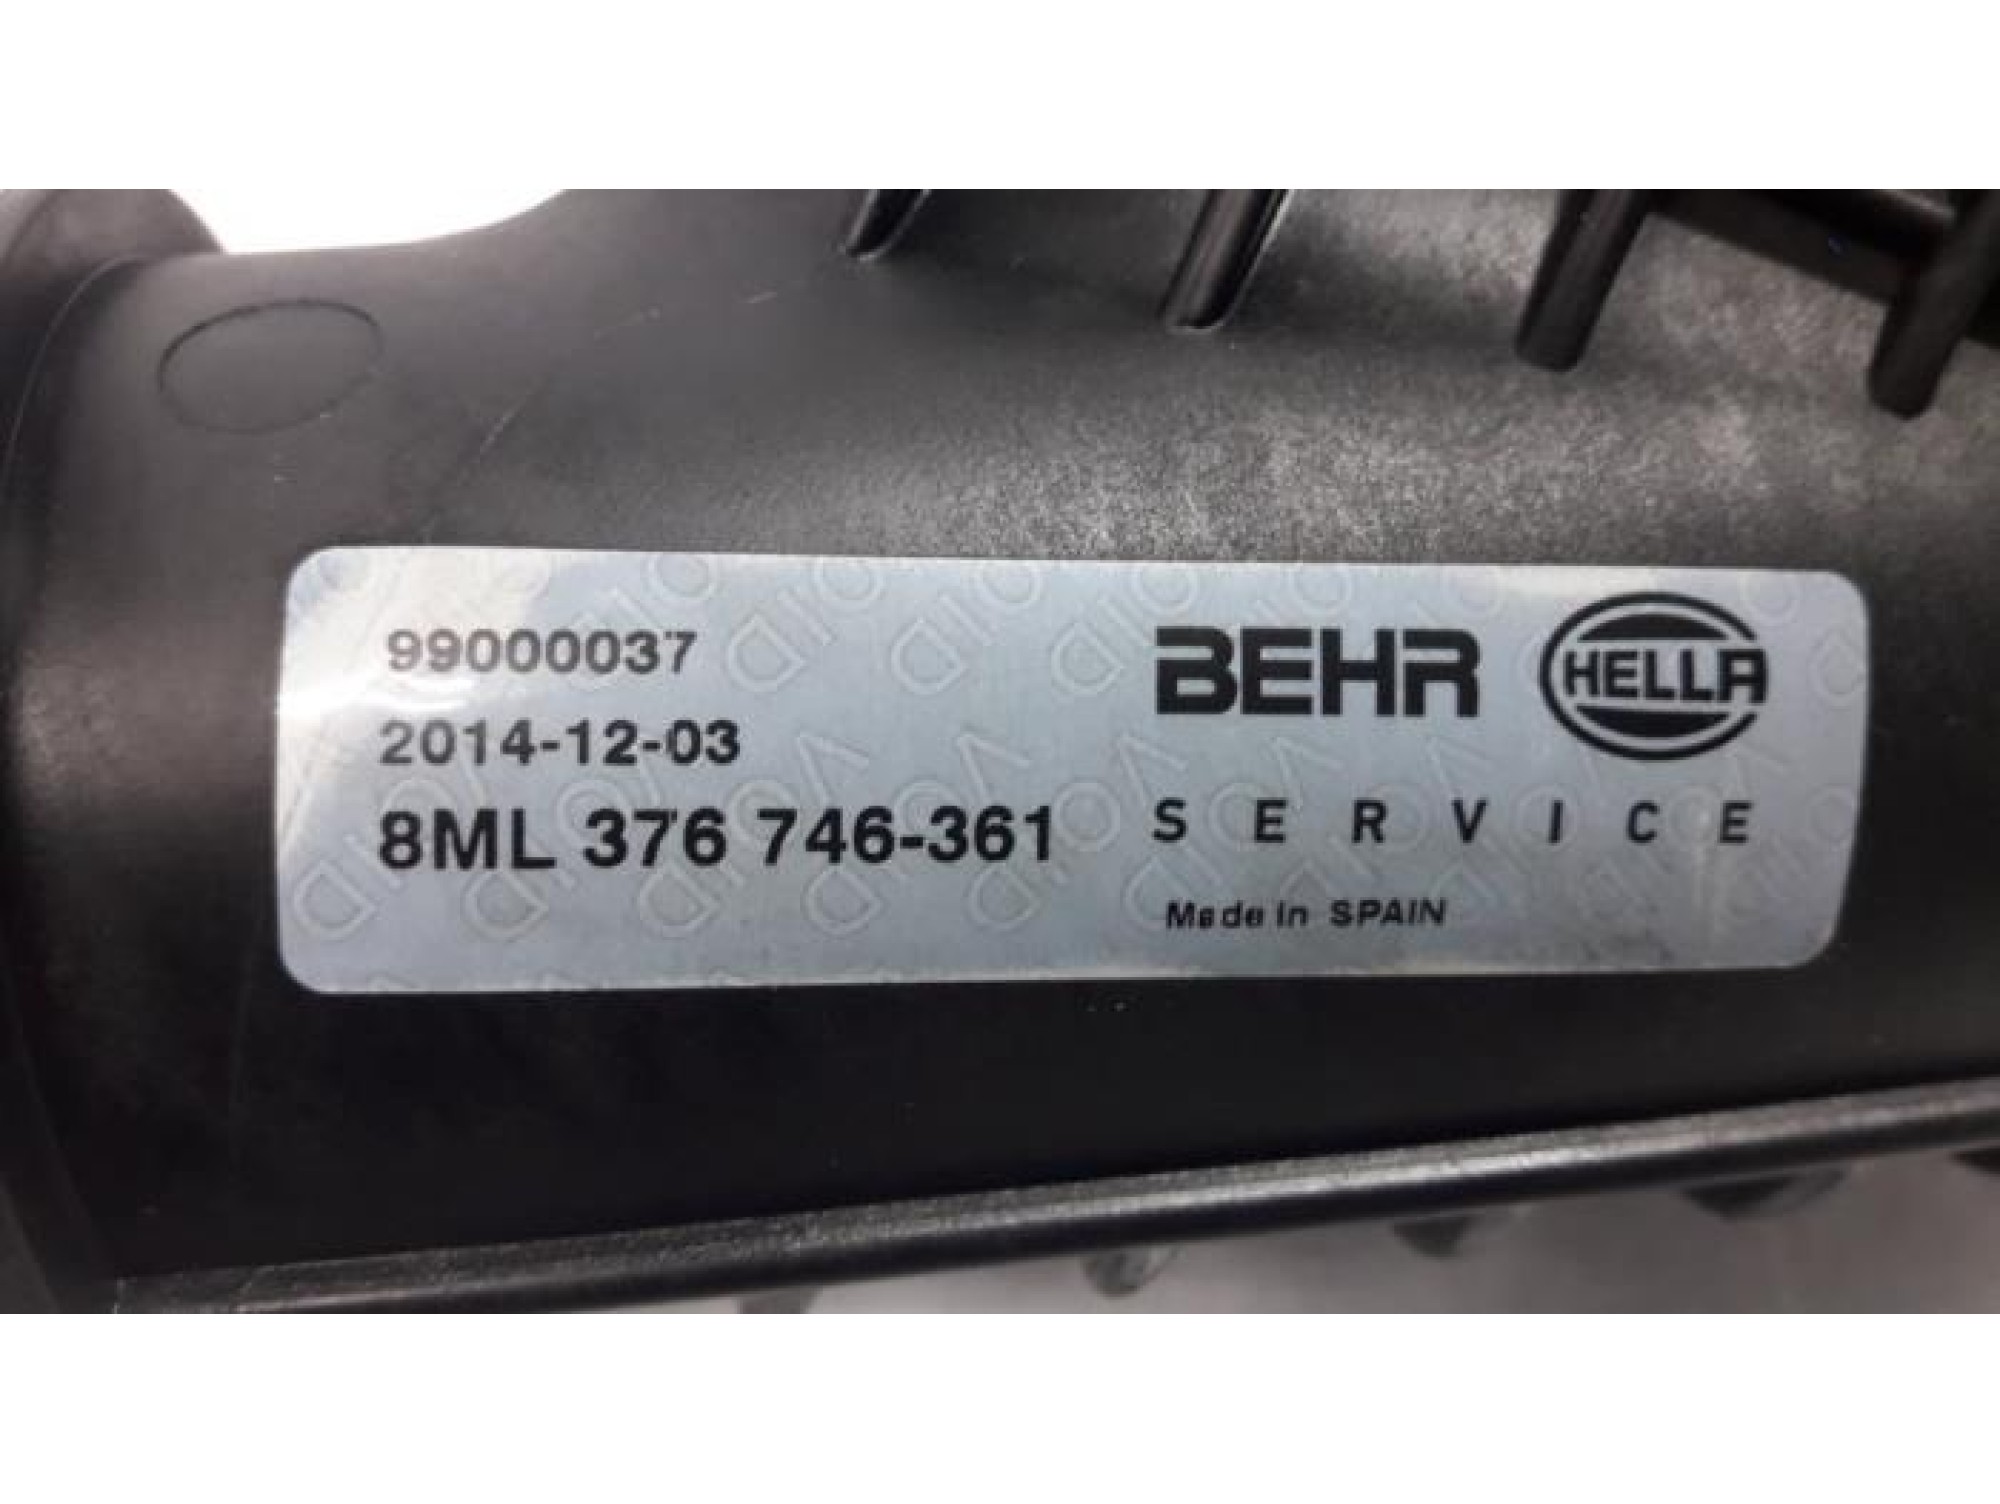 99000037
2014-12-03
8ML 376 746-361
BEHR HELLA
SERVICE
Made in SPAIN